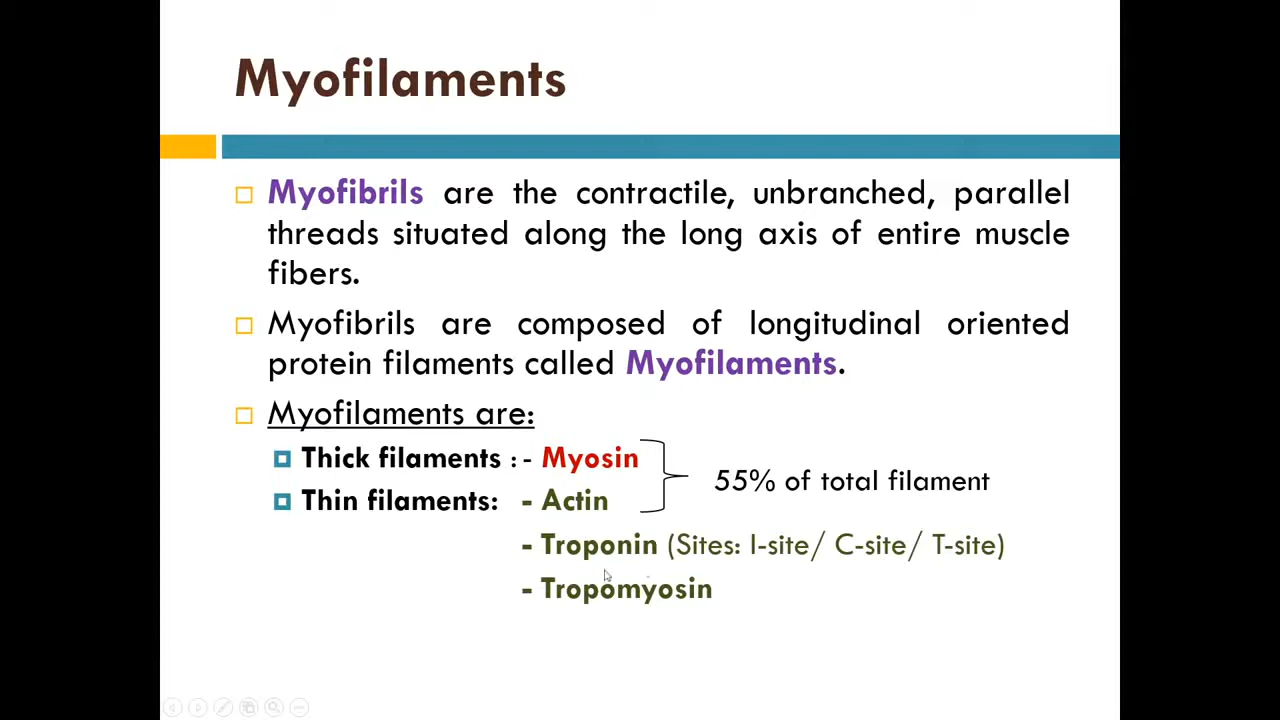 Myofilaments
Myofibrils are the contractile, unbranched, parallel
threads situated along the long axis of entire muscle
fibers.
Myofibrils are composed of longitudinal oriented
protein filaments called Myofilaments.
Myofilaments are:
Thick filaments : - Myosin
55% of total filament
Thin filaments: - Actin
- Troponin (Sites: I-site/ C-site/ T-site)
- Tropomyosin